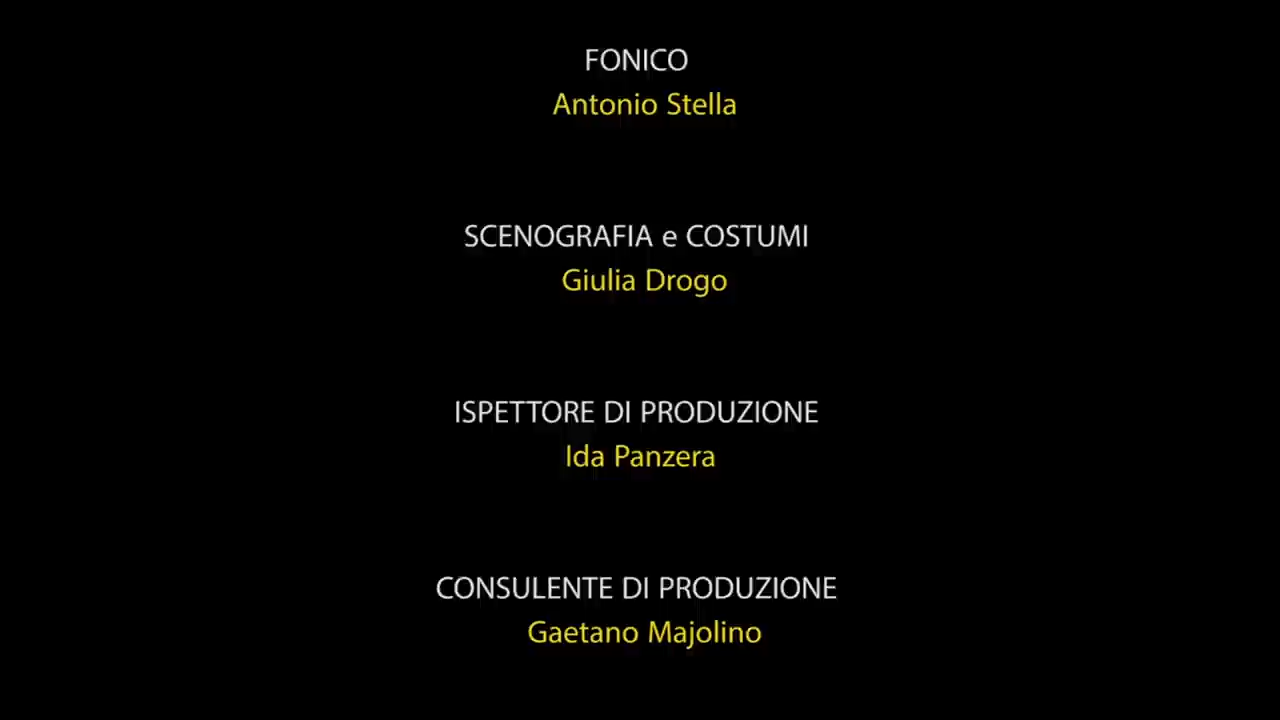 FONICO
Antonio Stella
SCENOGRAFIA e COSTUMI
Giulia Drogo
ISPETTORE DI PRODUZIONE
Ida Panzera
CONSULENTE DI PRODUZIONE
Gaetano Majolino